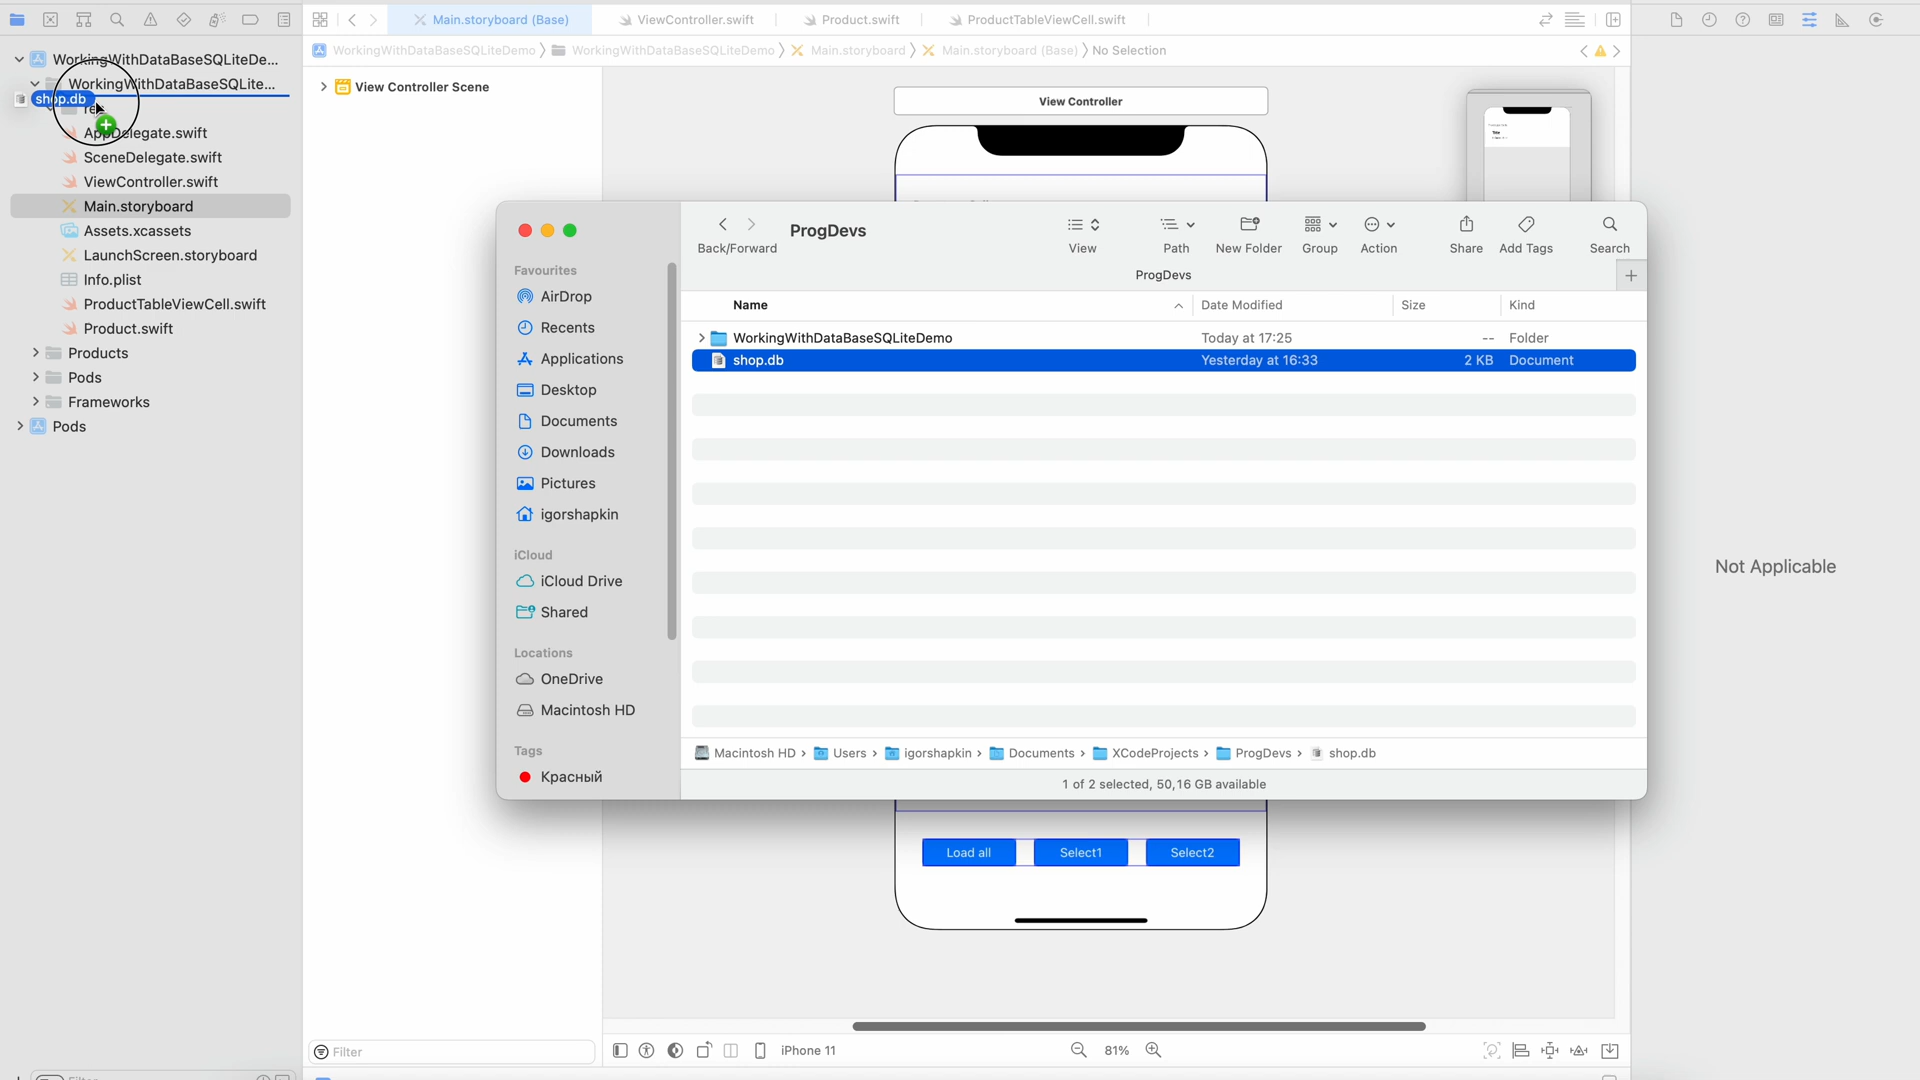 Main.storyboard (Base)
ViewController.swift
Product.swift
ProductTableViewCell.swift
WorkingWithDataBaseSQLiteDe...
WorkingWithDataBaseSQLiteDemo
WorkingWithDataBaseSQLiteDemo
Main.storyboard
Main.storyboard (Base)
No Selection
WorkingWithDataBaseSQLite...
shop.db
AppDelegate.swift
SceneDelegate.swift
ViewController.swift
Main.storyboard
Assets.xcassets
LaunchScreen.storyboard
Info.plist
ProductTableViewCell.swift
Product.swift
Products
Pods
Frameworks
Pods
View Controller Scene
Filter
View Controller
Title
Back/Forward
ProgDevs
View
Path
New Folder
Group
Action
Share
Add Tags
Search
ProgDevs
Favourites
AirDrop
Recents
Applications
Desktop
Documents
Downloads
Pictures
igorshapkin
iCloud
iCloud Drive
Shared
Locations
OneDrive
Macintosh HD
Tags
Красный
Name Date Modified Size Kind
WorkingWithDataBaseSQLiteDemo Today at 17:25 -- Folder
shop.db Yesterday at 16:33 2 KB Document
Macintosh HD › Users › igorshapkin › Documents › XCodeProjects › ProgDevs › shop.db
1 of 2 selected, 50,16 GB available
Load all
Select1
Select2
iPhone 11
81%
Not Applicable